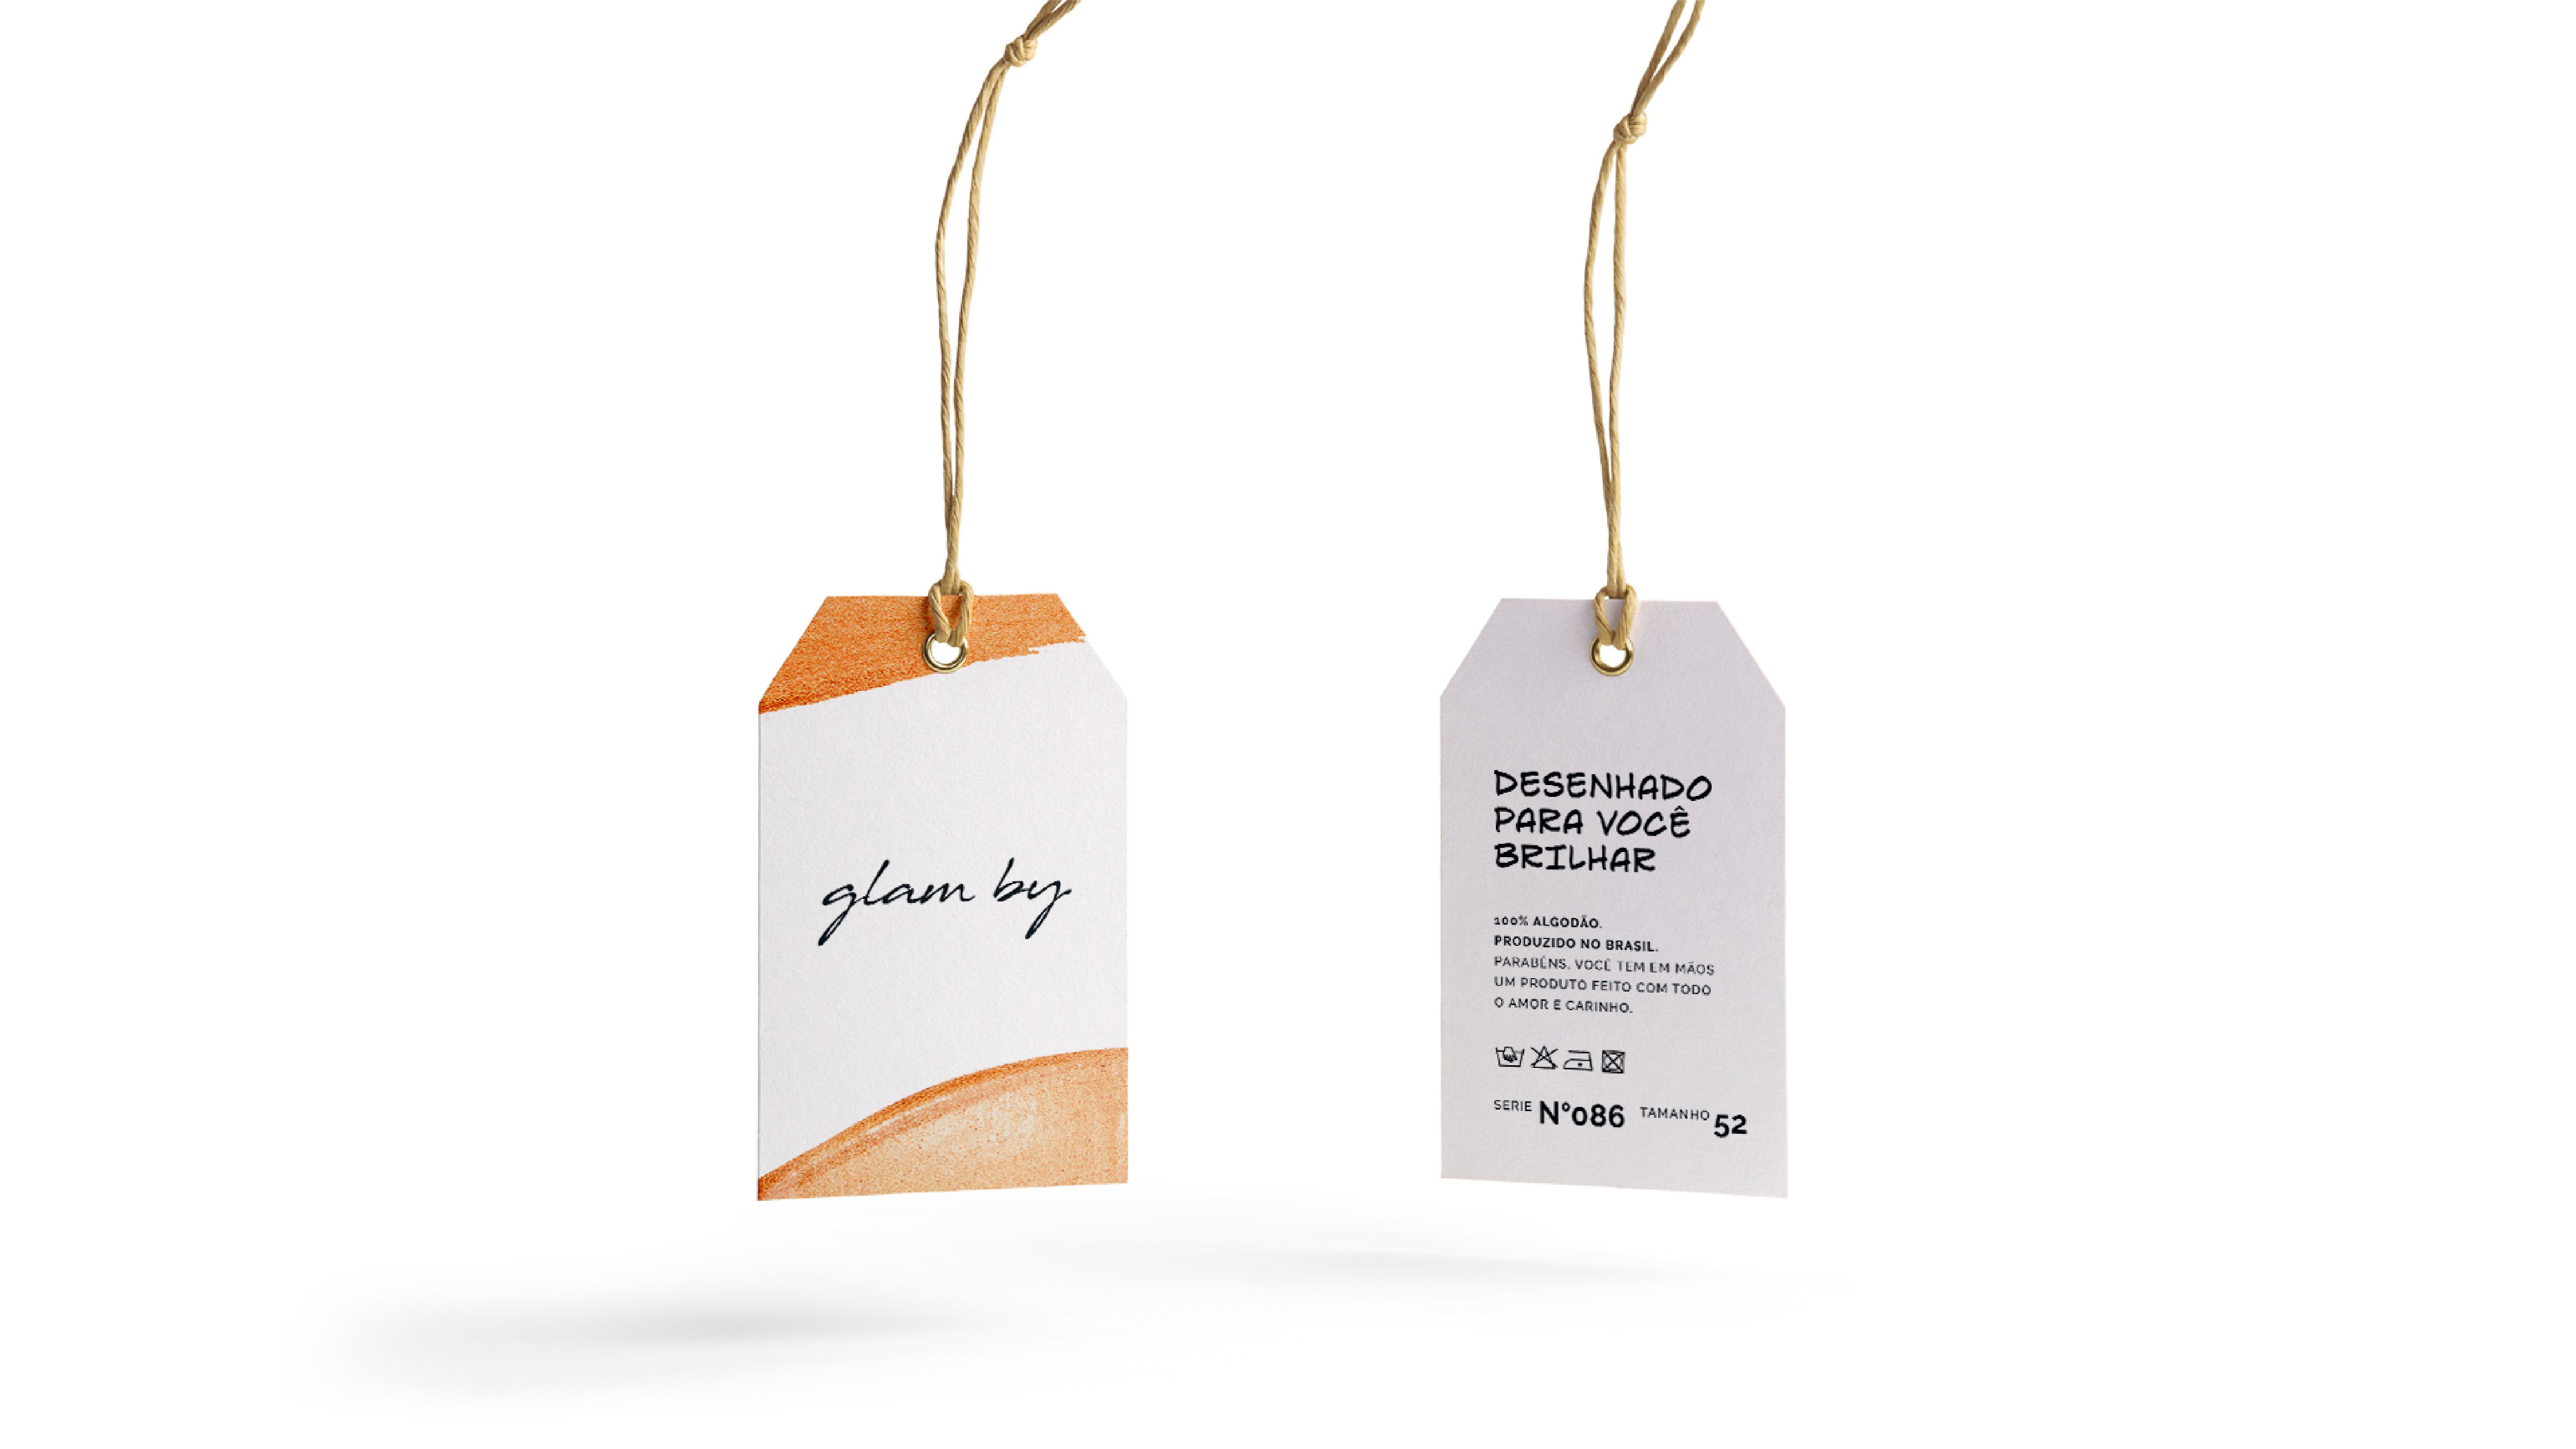 glam by
DESENHADO
PARA VOCÊ
BRILHAR
100% ALGODÃO.
PRODUZIDO NO BRASIL.
PARABÉNS, VOCÊ TEM EM MÃOS
UM PRODUTO FEITO COM TODO
O AMOR E CARINHO.
SERIE N°086 TAMANHO 52